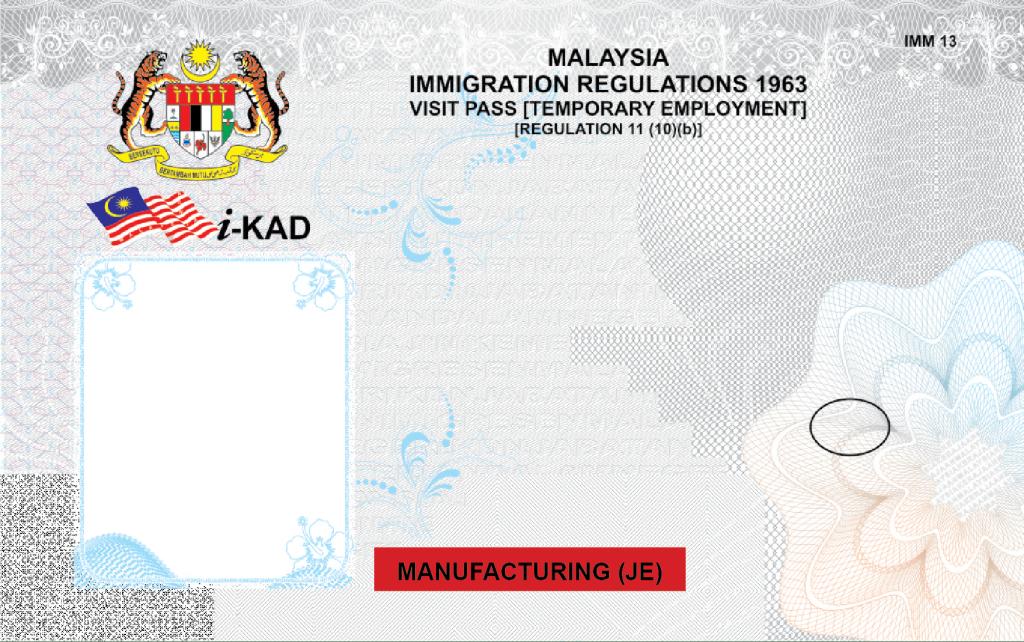 IMM 13
MALAYSIA
IMMIGRATION REGULATIONS 1963
VISIT PASS [TEMPORARY EMPLOYMENT]
[REGULATION 11 (10)(b)]
BERSEKUTU
BERTAMBAH MUTU
i-KAD
MANUFACTURING (JE)